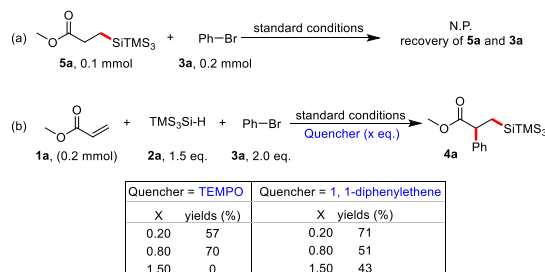 (a)
O
O
SiTMS3
+
Ph Br
standard conditions
N.P.
recovery of 5a and 3a
5a, 0.1 mmol
3a, 0.2 mmol
(b)
O
O
+
TMS3Si-H
+
Ph Br
standard conditions
Quencher (x eq.)
O
O
SiTMS3
Ph
1a, (0.2 mmol)
2a, 1.5 eq.
3a, 2.0 eq.
4a
Quencher = TEMPO
Quencher = 1, 1-diphenylethene
X yields (%)
X yields (%)
0.20 57
0.20 71
0.80 70
0.80 51
1.50 0
1.50 43